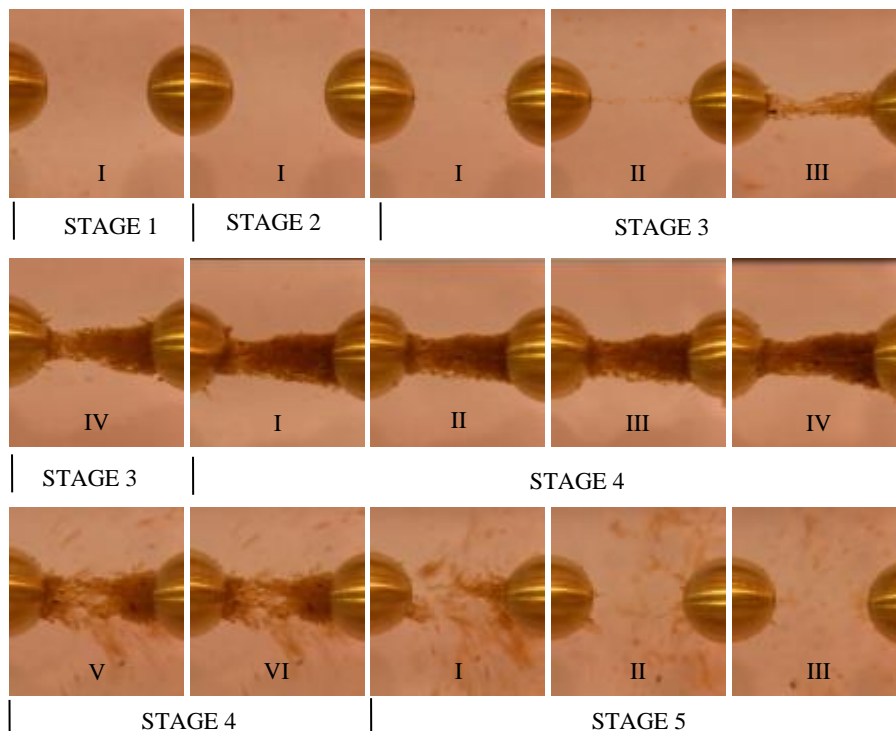 I I I II III
STAGE 1 STAGE 2 STAGE 3
IV I II III IV
STAGE 3 STAGE 4
V VI I II III
STAGE 4 STAGE 5